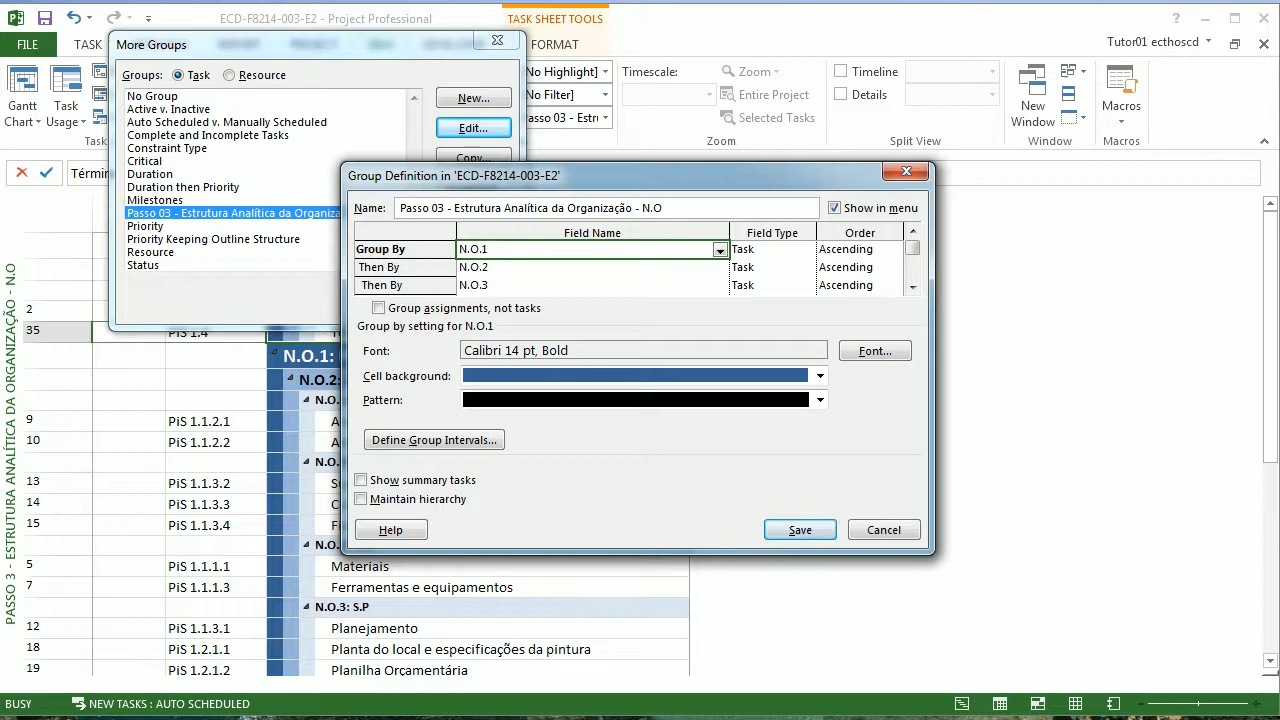 ECD-F8214-003-E2 - Project Professional
TASK SHEET TOOLS
FILE
TASK
FORMAT
Tutor01 ecthoscd
Gantt Chart
Task Usage
No Highlight]
No Filter]
Passo 03 - Estru
Timescale:
Zoom
Entire Project
Selected Tasks
Zoom
Timeline
Details
Split View
New Window
Window
Macros
Macros
More Groups
Groups: Task Resource
No Group
Active v. Inactive
Auto Scheduled v. Manually Scheduled
Complete and Incomplete Tasks
Constraint Type
Critical
Duration
Duration then Priority
Milestones
Passo 03 - Estrutura Analítica da Organiza
Priority
Priority Keeping Outline Structure
Resource
Status
New...
Edit...
Copy...
Group Definition in 'ECD-F8214-003-E2'
Name: Passo 03 - Estrutura Analítica da Organização - N.O
Show in menu
Field Name Field Type Order
Group By N.O.1 Task Ascending
Then By N.O.2 Task Ascending
Then By N.O.3 Task Ascending
Group assignments, not tasks
Group by setting for N.O.1
Font: Calibri 14 pt, Bold Font...
Cell background:
Pattern:
Define Group Intervals...
Show summary tasks
Maintain hierarchy
Help Save Cancel
Términ
PASSO 3 - ESTRUTURA ANALÍTICA DA ORGANIZAÇÃO - N.O
2
35 PiS 1.4
N.O.1:
N.O.2:
N.O.
9 PiS 1.1.2.1 A
10 PiS 1.1.2.2 A
N.O.
13 PiS 1.1.3.2
14 PiS 1.1.3.3 C
15 PiS 1.1.3.4
N.O.
5 PiS 1.1.1.1 Materiais
7 PiS 1.1.1.3 Ferramentas e equipamentos
N.O.3: S.P
12 PiS 1.1.3.1 Planejamento
18 PiS 1.2.1.1 Planta do local e especificações da pintura
19 PiS 1.2.1.2 Planilha Orçamentária
BUSY NEW TASKS : AUTO SCHEDULED